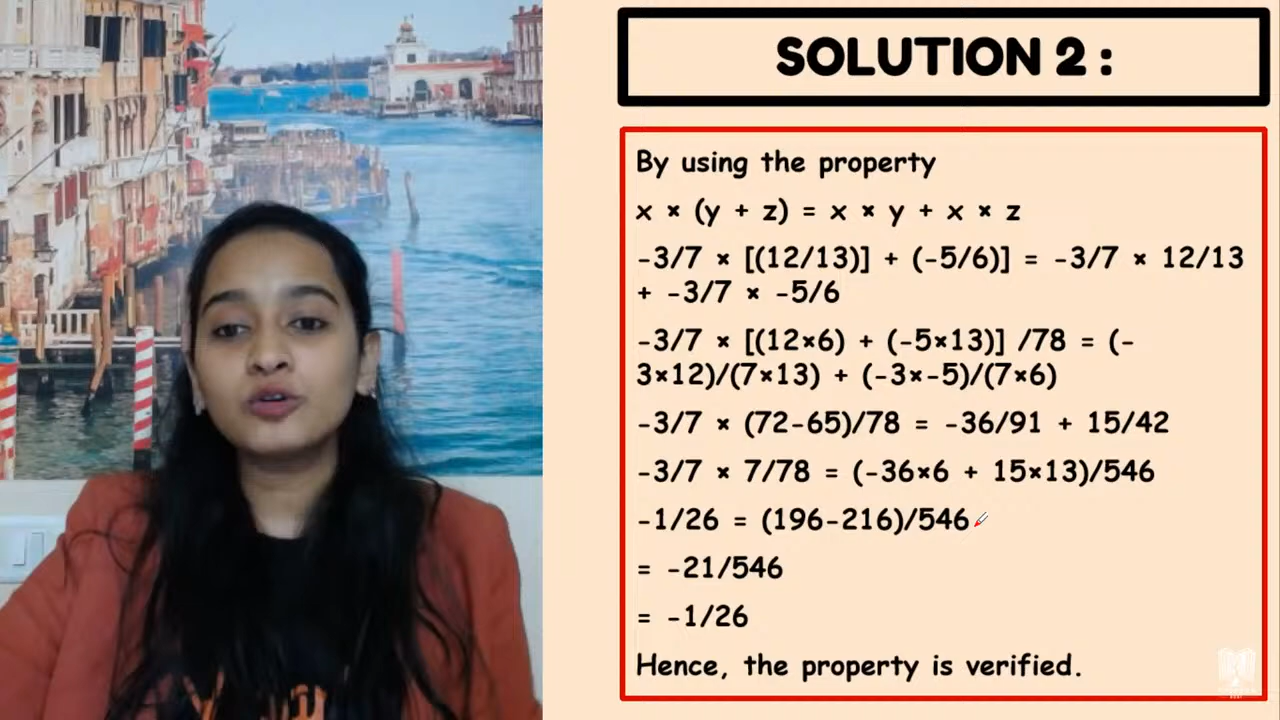 SOLUTION 2 :
By using the property
x × (y + z) = x × y + x × z
-3/7 × [(12/13)] + (-5/6)] = -3/7 × 12/13
+ -3/7 × -5/6
-3/7 × [(12×6) + (-5×13)] /78 = (-
3×12)/(7×13) + (-3×-5)/(7×6)
-3/7 × (72-65)/78 = -36/91 + 15/42
-3/7 × 7/78 = (-36×6 + 15×13)/546
-1/26 = (196-216)/546
= -21/546
= -1/26
Hence, the property is verified.